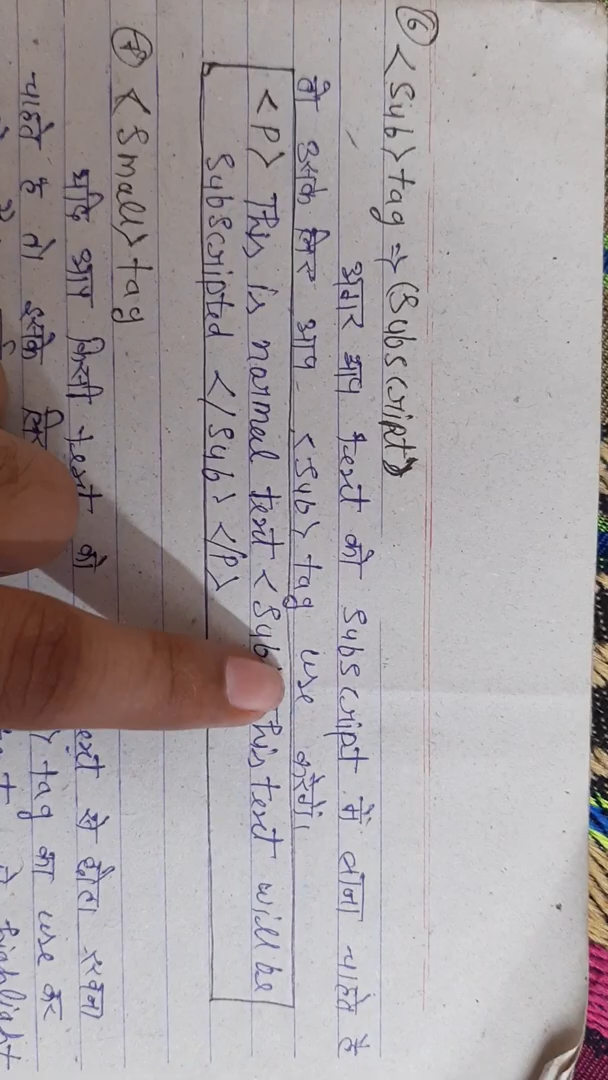 ⑥ <Sub> tag ⇒ (Subscript)
अगर आप text को subscript में लाना चाहते है
तो उसके लिए आप <sub> tag use करेगें।
<P> This is normal text <Sub> This text will be
Subscripted </Sub> </P>
⑦ <Small> tag
यदि आप किसी text को text से छोटा रखना
चाहते है तो इसके लिए tag का use कर
highlight